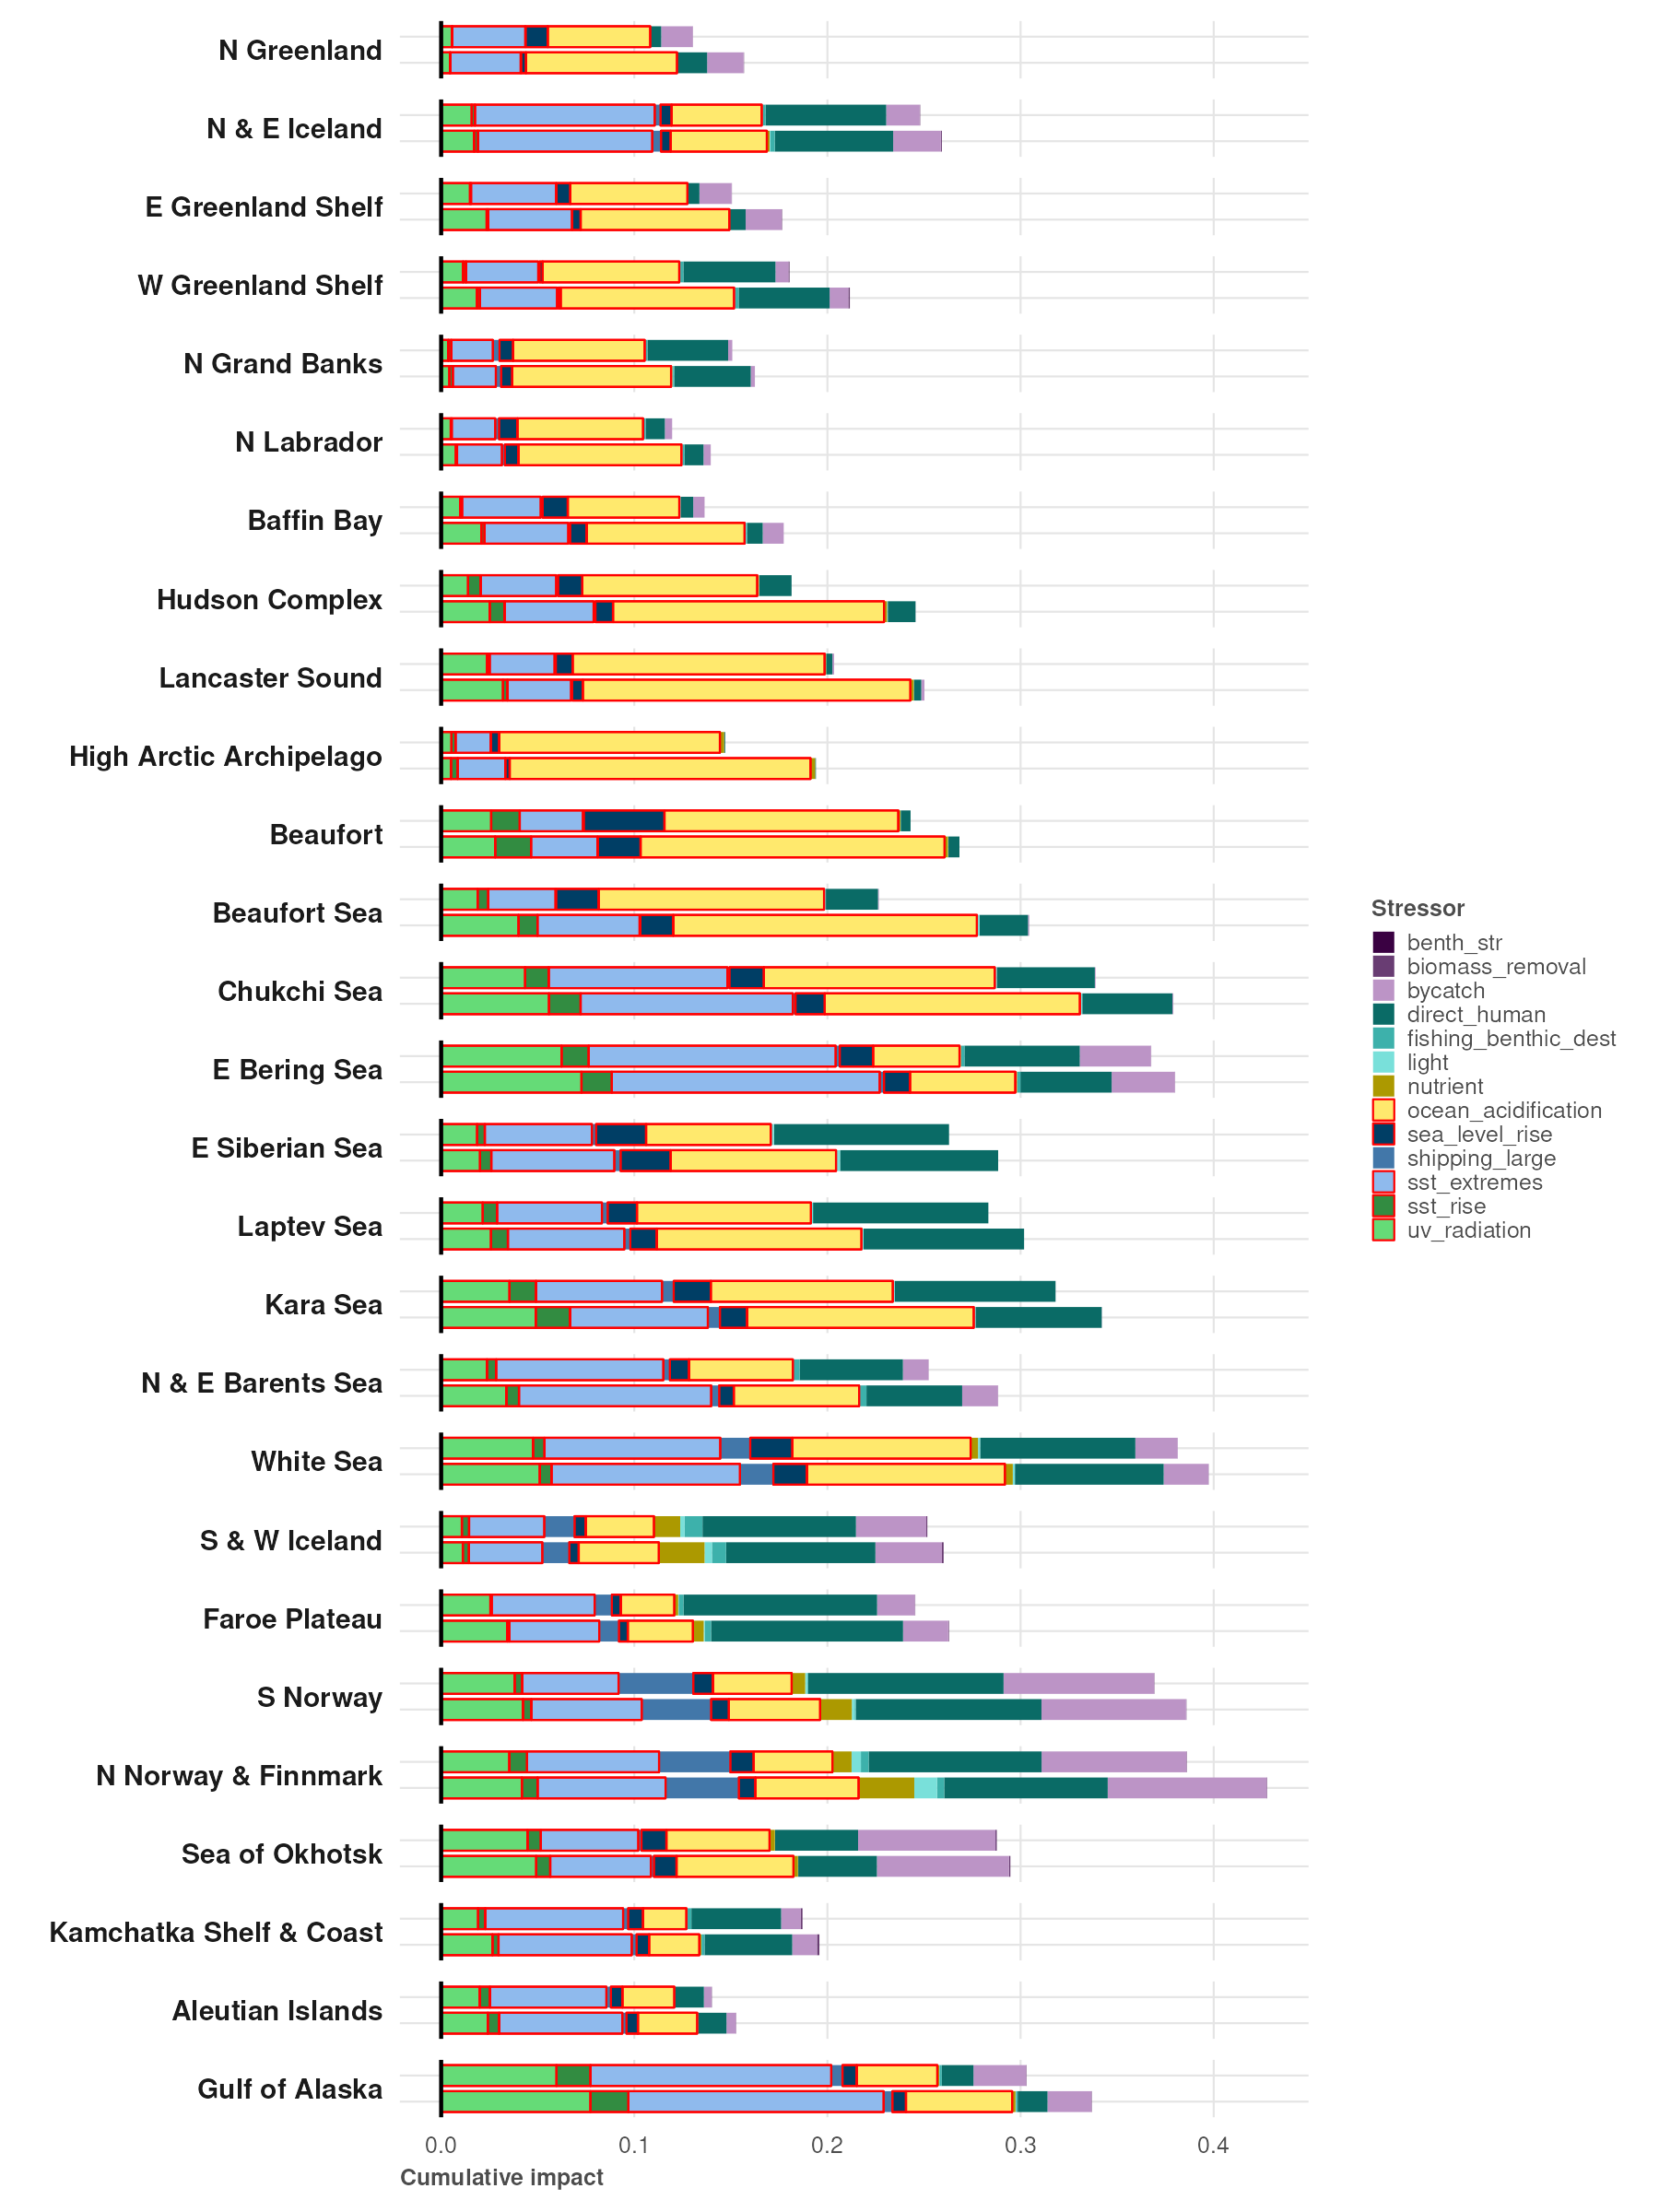 N Greenland
N & E Iceland
E Greenland Shelf
W Greenland Shelf
N Grand Banks
N Labrador
Baffin Bay
Hudson Complex
Lancaster Sound
High Arctic Archipelago
Beaufort
Beaufort Sea
Chukchi Sea
E Bering Sea
E Siberian Sea
Laptev Sea
Kara Sea
N & E Barents Sea
White Sea
S & W Iceland
Faroe Plateau
S Norway
N Norway & Finnmark
Sea of Okhotsk
Kamchatka Shelf & Coast
Aleutian Islands
Gulf of Alaska
0.0 0.1 0.2 0.3 0.4
Cumulative impact
Stressor
benth_str
biomass_removal
bycatch
direct_human
fishing_benthic_dest
light
nutrient
ocean_acidification
sea_level_rise
shipping_large
sst_extremes
sst_rise
uv_radiation